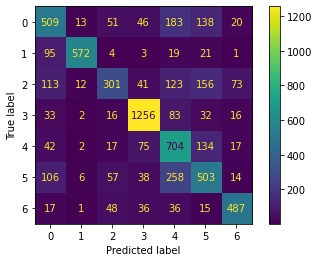 0 509 13 51 46 183 138 20
1 95 572 4 3 19 21 1
2 113 12 301 41 123 156 73
3 33 2 16 1256 83 32 16
4 42 2 17 75 704 134 17
5 106 6 57 38 258 503 14
6 17 1 48 36 36 15 487
0 1 2 3 4 5 6
Predicted label
True label
1200
1000
800
600
400
200